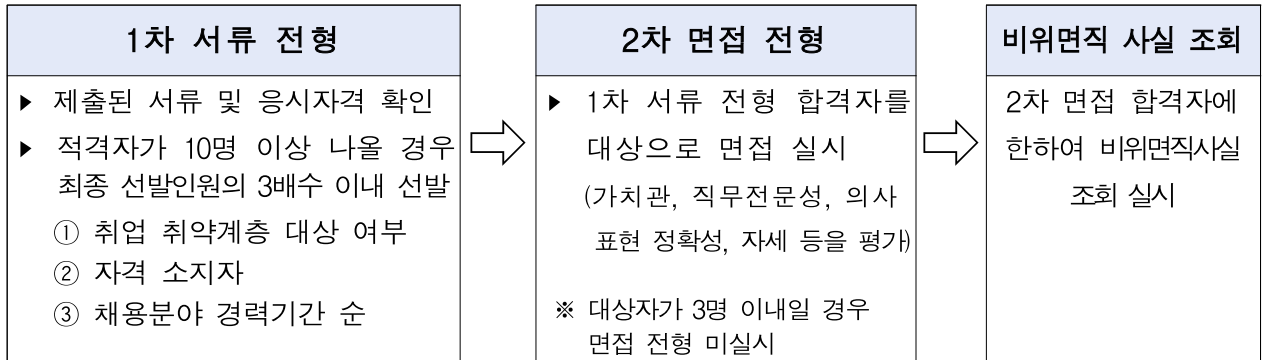 1차 서류 전형
▶ 제출된 서류 및 응시자격 확인
▶ 적격자가 10명 이상 나올 경우
최종 선발인원의 3배수 이내 선발
① 취업 취약계층 대상 여부
② 자격 소지자
③ 채용분야 경력기간 순
2차 면접 전형
▶ 1차 서류 전형 합격자를
대상으로 면접 실시
(가치관, 직무전문성, 의사
표현 정확성, 자세 등을 평가)
※ 대상자가 3명 이내일 경우
면접 전형 미실시
비위면직 사실 조회
2차 면접 합격자에
한하여 비위면직사실
조회 실시